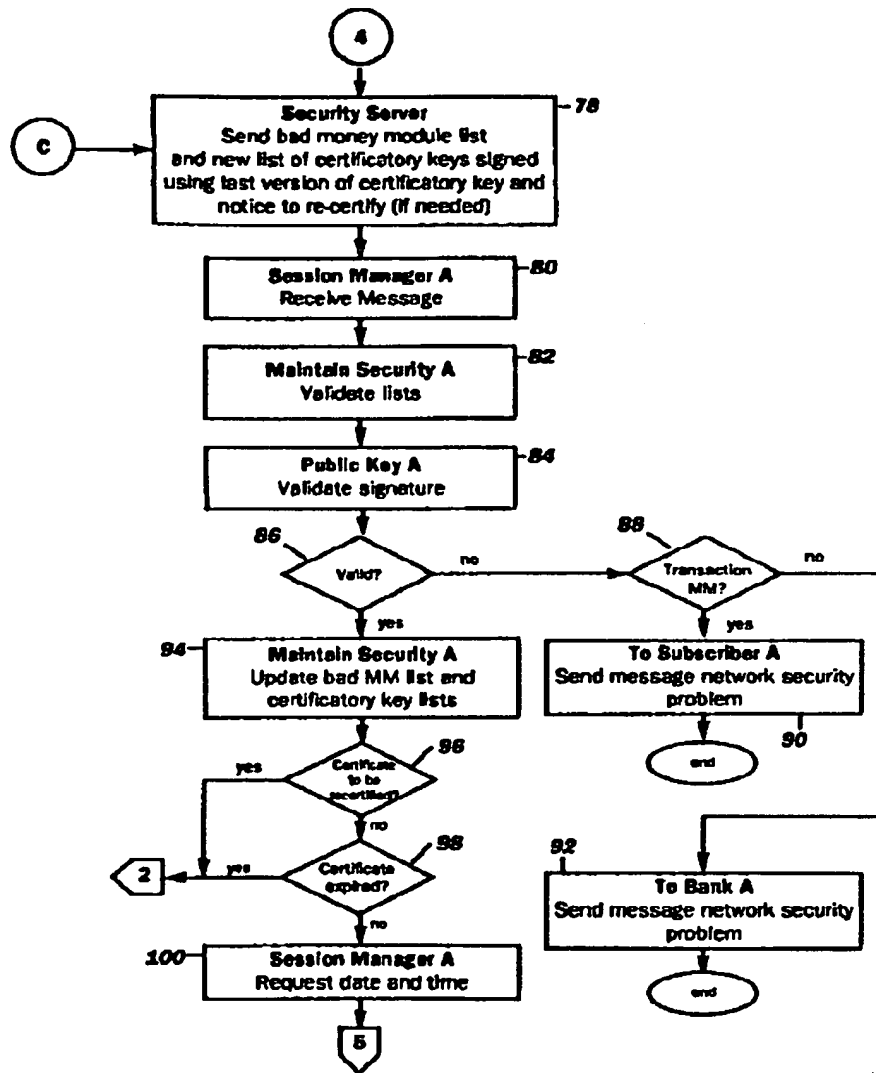 4
C
78
Security Server
Send bad money module list
and new list of certificatory keys signed
using last version of certificatory key and
notice to re-certify (if needed)
80
Session Manager A
Receive Message
82
Maintain Security A
Validate lists
84
Public Key A
Validate signature
86
Valid?
no
yes
88
Transaction
MM?
no
yes
94
Maintain Security A
Update bad MM list and
certificatory key lists
To Subscriber A
Send message network security
problem
90
end
96
Certificate
to be
recertified?
yes
no
98
Certificate
expired?
yes
2
no
92
To Bank A
Send message network security
problem
end
100
Session Manager A
Request date and time
5